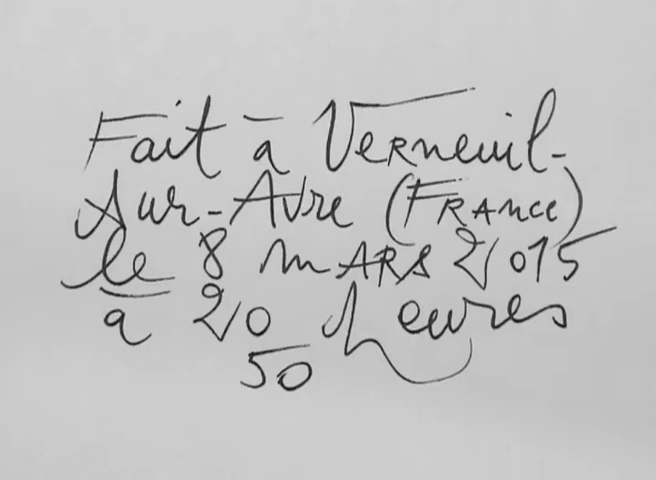 Fait à Verneuil-
sur-Avre (France)
le 8 mars 2015
à 20 heures
50